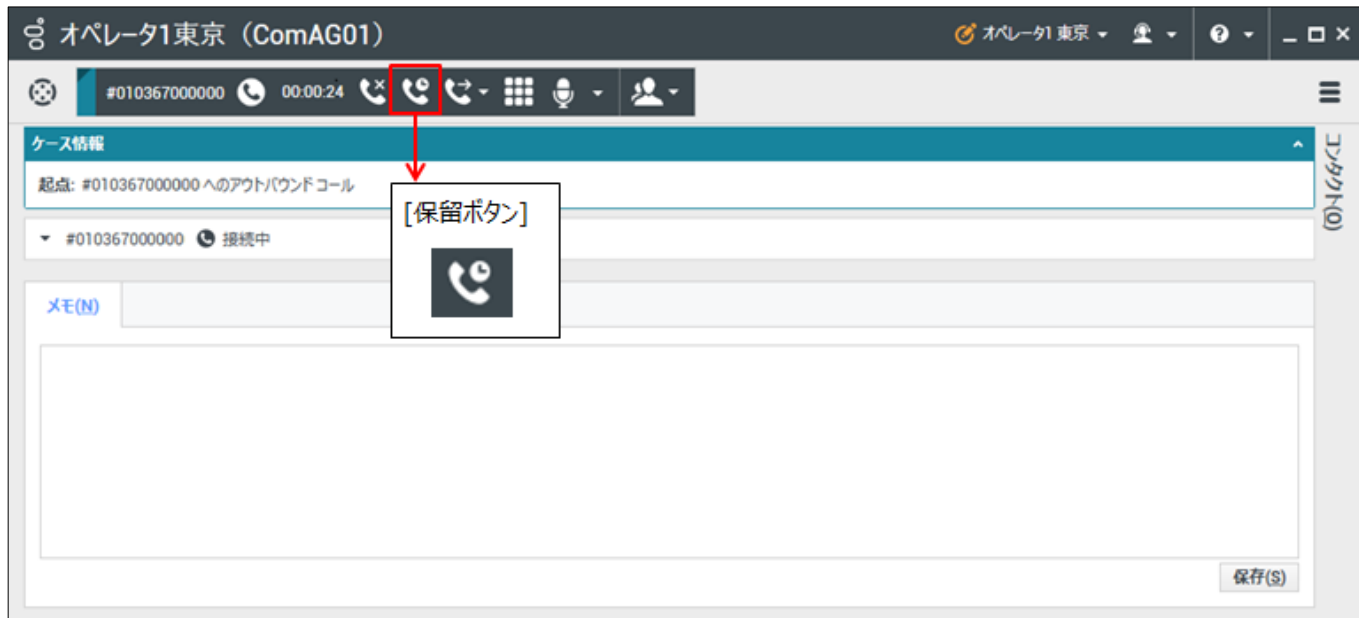 オペレータ1東京（ComAG01）
オペレータ1 東京
#010367000000 00:00:24
ケース情報
起点: #010367000000 へのアウトバウンド コール
コンタクト(O)
[保留ボタン]
#010367000000 接続中
メモ(N)
保存(S)